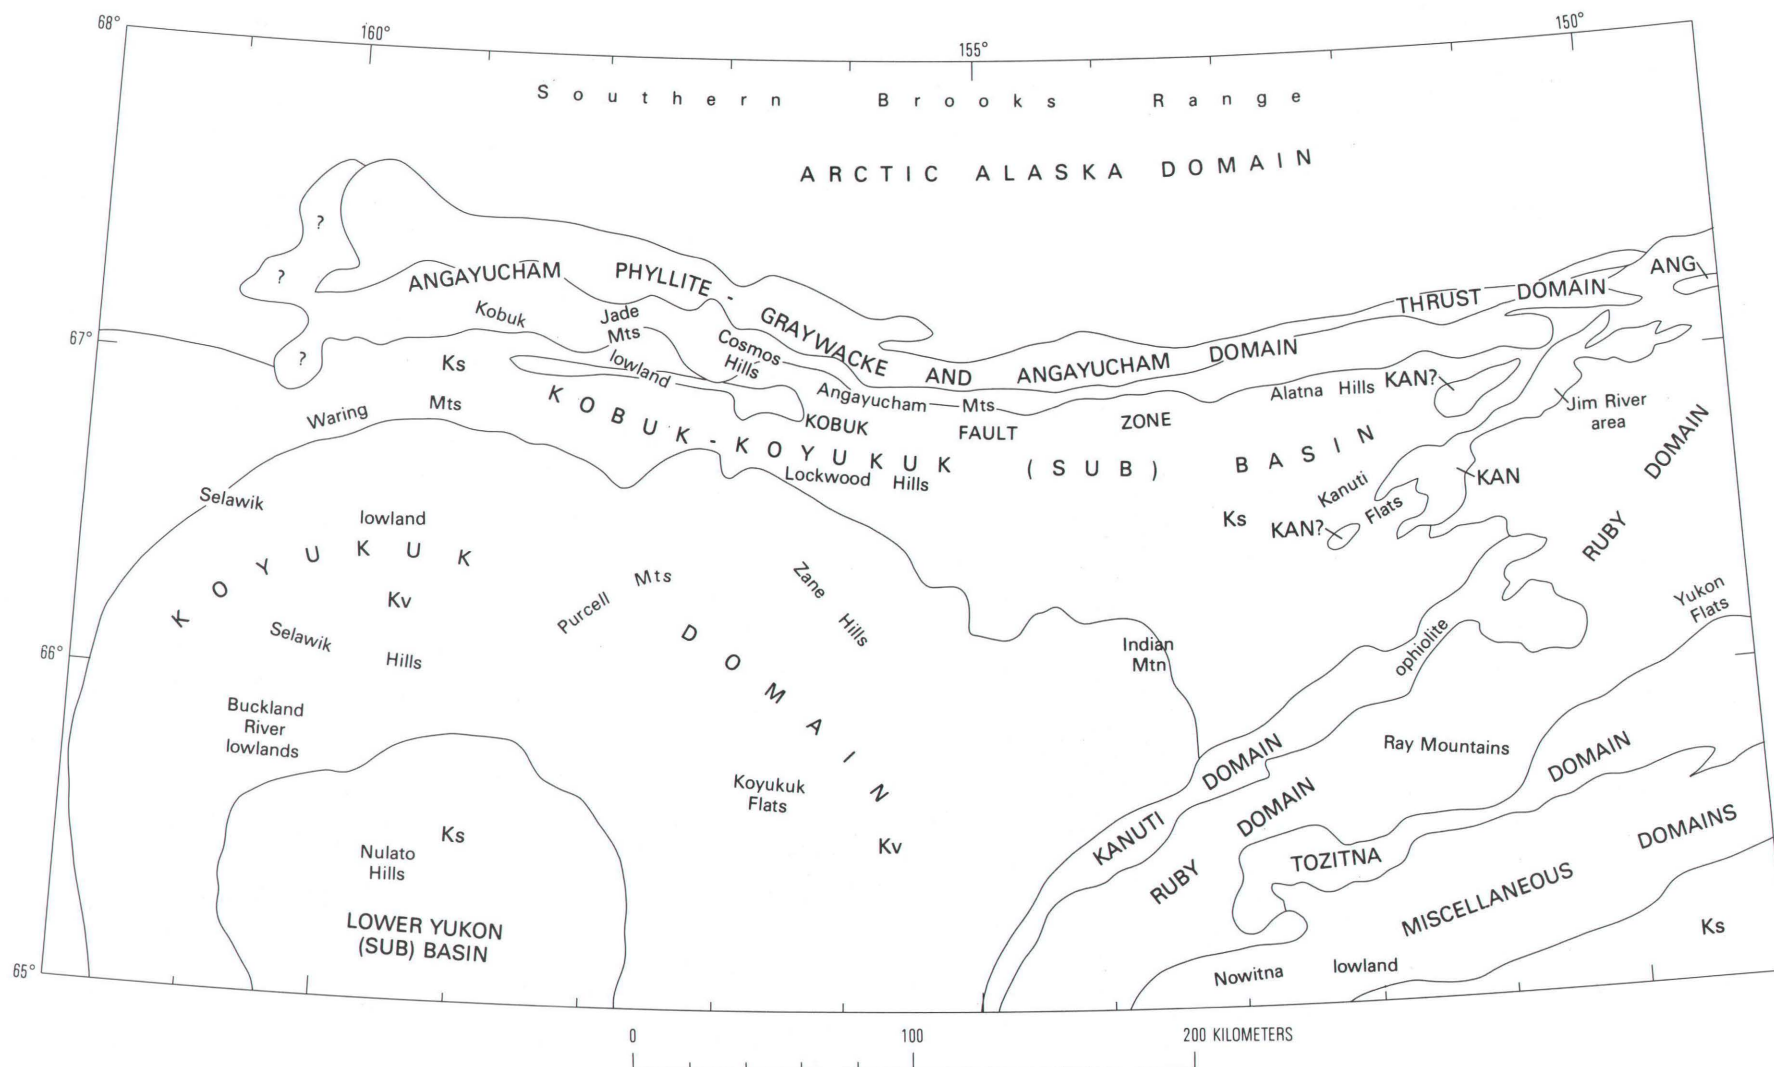 68°
160°
155°
150°
Southern Brooks Range
ARCTIC ALASKA DOMAIN
?
?
?
ANGAYUCHAM
PHYLLITE - GRAYWACKE AND ANGAYUCHAM DOMAIN
THRUST DOMAIN
ANG
67°
Kobuk
lowland
Jade
Mts
Cosmos
Hills
Angayucham Mts
Alatna Hills
KAN?
Jim River
area
Ks
Waring Mts
KOBUK-KOYUKUK (SUB) BASIN
KOBUK FAULT ZONE
Lockwood Hills
Kanuti
Flats
KAN
Ks
KAN?
RUBY DOMAIN
Selawik
lowland
KOYUKUK DOMAIN
Kv
Selawik Hills
Purcell Mts
Zane Hills
Indian
Mtn
ophiolite
Yukon
Flats
66°
Buckland
River
lowlands
Koyukuk
Flats
Kv
Ray Mountains
KANUTI DOMAIN
RUBY DOMAIN
TOZITNA DOMAIN
MISCELLANEOUS DOMAINS
Ks
Nulato
Hills
LOWER YUKON
(SUB) BASIN
Ks
Nowitna lowland
65°
0 100 200 KILOMETERS